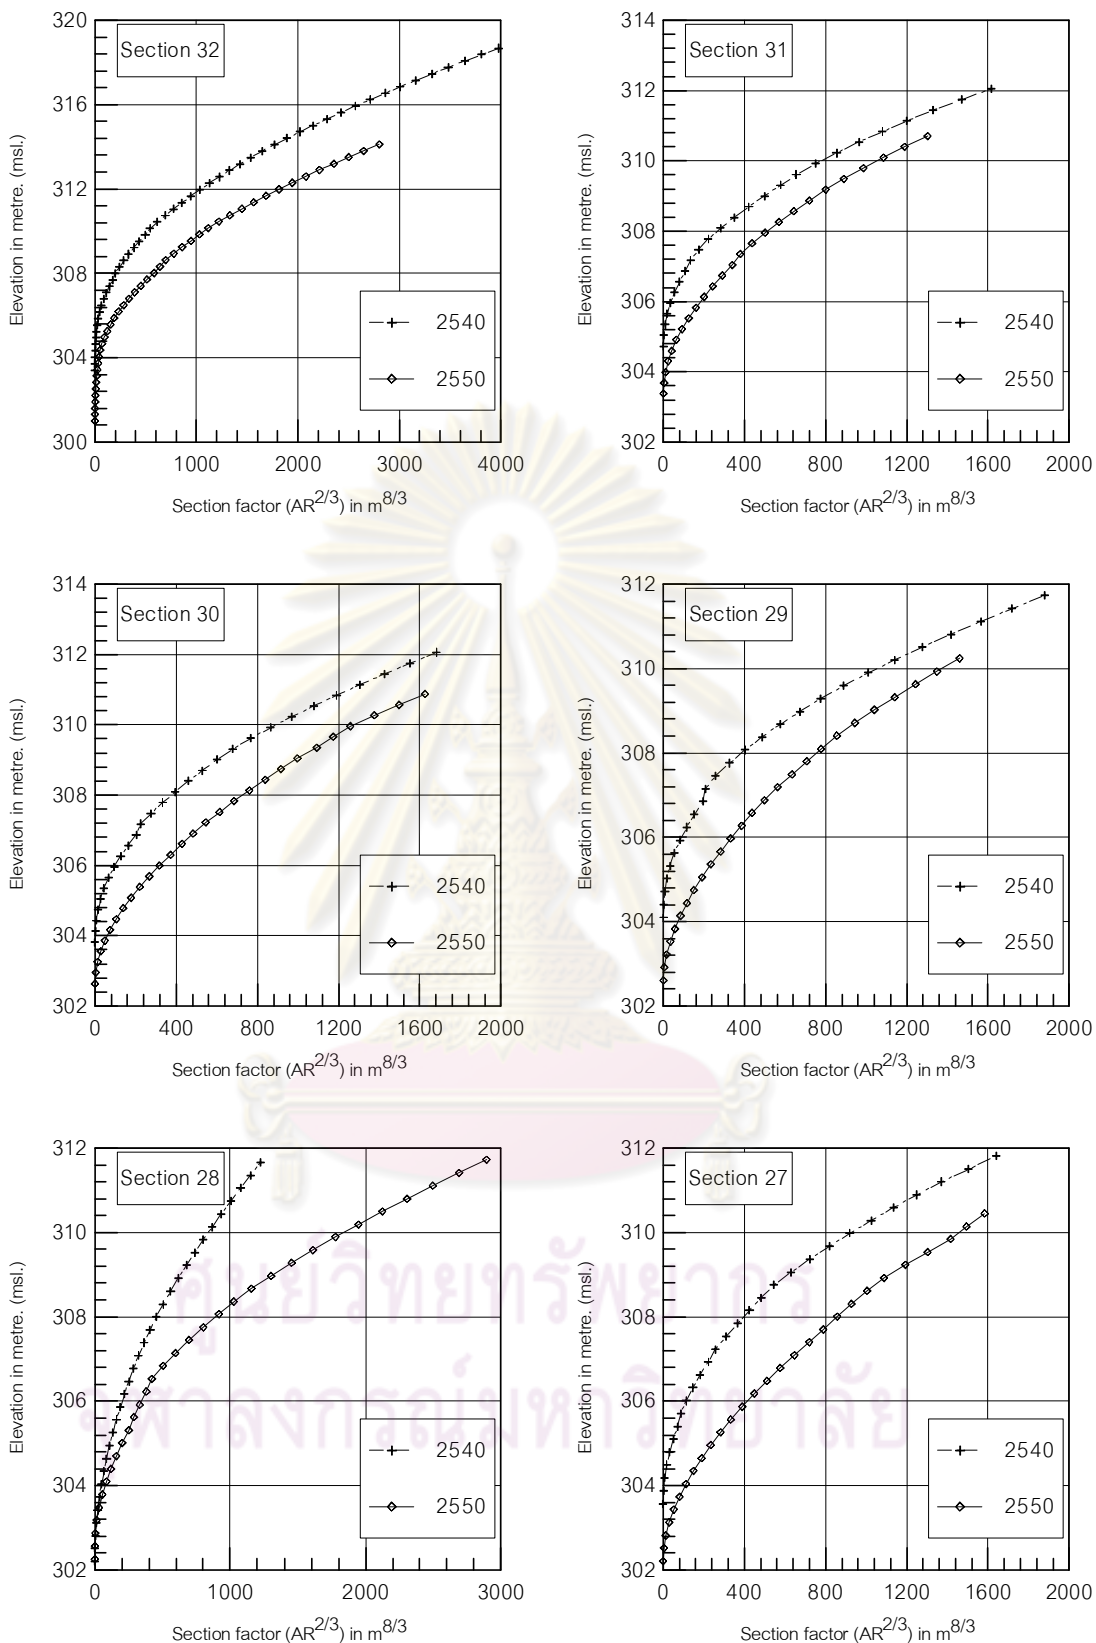 Section 32
Elevation in metre. (msl.)
320
316
312
308
304
300
2540
2550
0 1000 2000 3000 4000
Section factor (AR2/3) in m8/3
Section 31
Elevation in metre. (msl.)
314
312
310
308
306
304
302
2540
2550
0 400 800 1200 1600 2000
Section factor (AR2/3) in m8/3
Section 30
Elevation in metre. (msl.)
314
312
310
308
306
304
302
2540
2550
0 400 800 1200 1600 2000
Section factor (AR2/3) in m8/3
Section 29
Elevation in metre. (msl.)
312
310
308
306
304
302
2540
2550
0 400 800 1200 1600 2000
Section factor (AR2/3) in m8/3
Section 28
Elevation in metre. (msl.)
312
310
308
306
304
302
2540
2550
0 1000 2000 3000
Section factor (AR2/3) in m8/3
Section 27
Elevation in metre. (msl.)
312
310
308
306
304
302
2540
2550
0 400 800 1200 1600 2000
Section factor (AR2/3) in m8/3
ศูนย์วิทยทรัพยากร
จุฬาลงกรณ์มหาวิทยาลัย